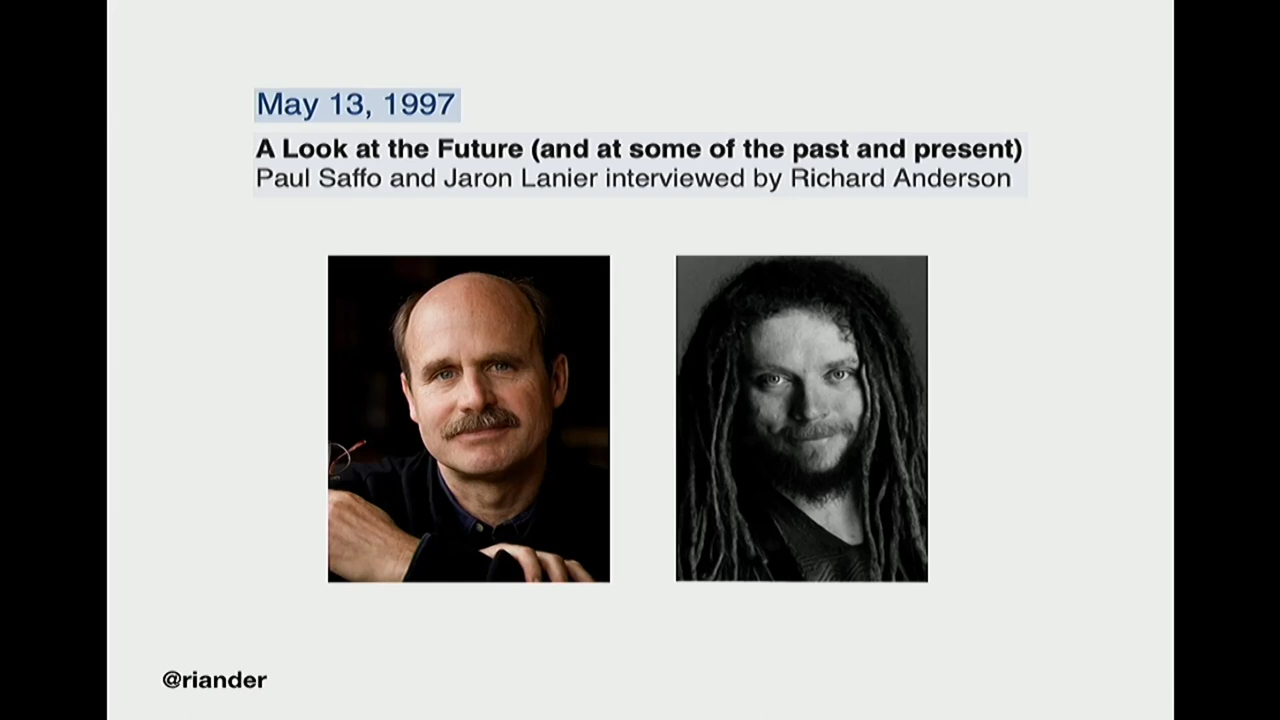 May 13, 1997
A Look at the Future (and at some of the past and present)
Paul Saffo and Jaron Lanier interviewed by Richard Anderson
@riander